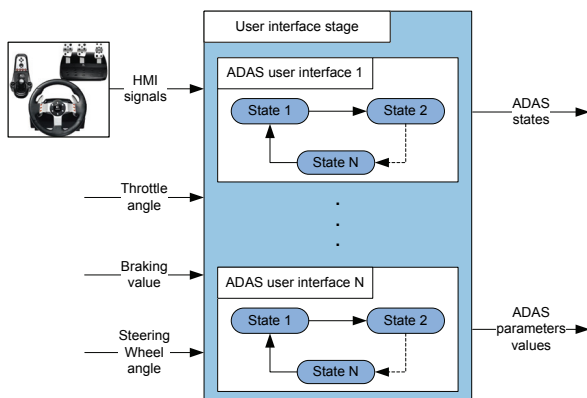 User interface stage
HMI
signals
ADAS user interface 1
State 1
State 2
State N
ADAS
states
Throttle
angle
.
.
.
Braking
value
ADAS user interface N
State 1
State 2
State N
Steering
Wheel
angle
ADAS
parameters
values